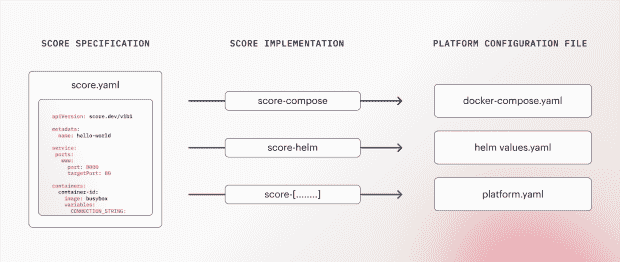 SCORE SPECIFICATION
SCORE IMPLEMENTATION
PLATFORM CONFIGURATION FILE
score.yaml
apiVersion: score.dev/v1b1
metadata:
name: hello-world
service:
ports:
www:
port: 8080
targetPort: 80
containers:
container-id:
image: busybox
variables:
CONNECTION_STRING:
score-compose
docker-compose.yaml
score-helm
helm values.yaml
score-[........]
platform.yaml